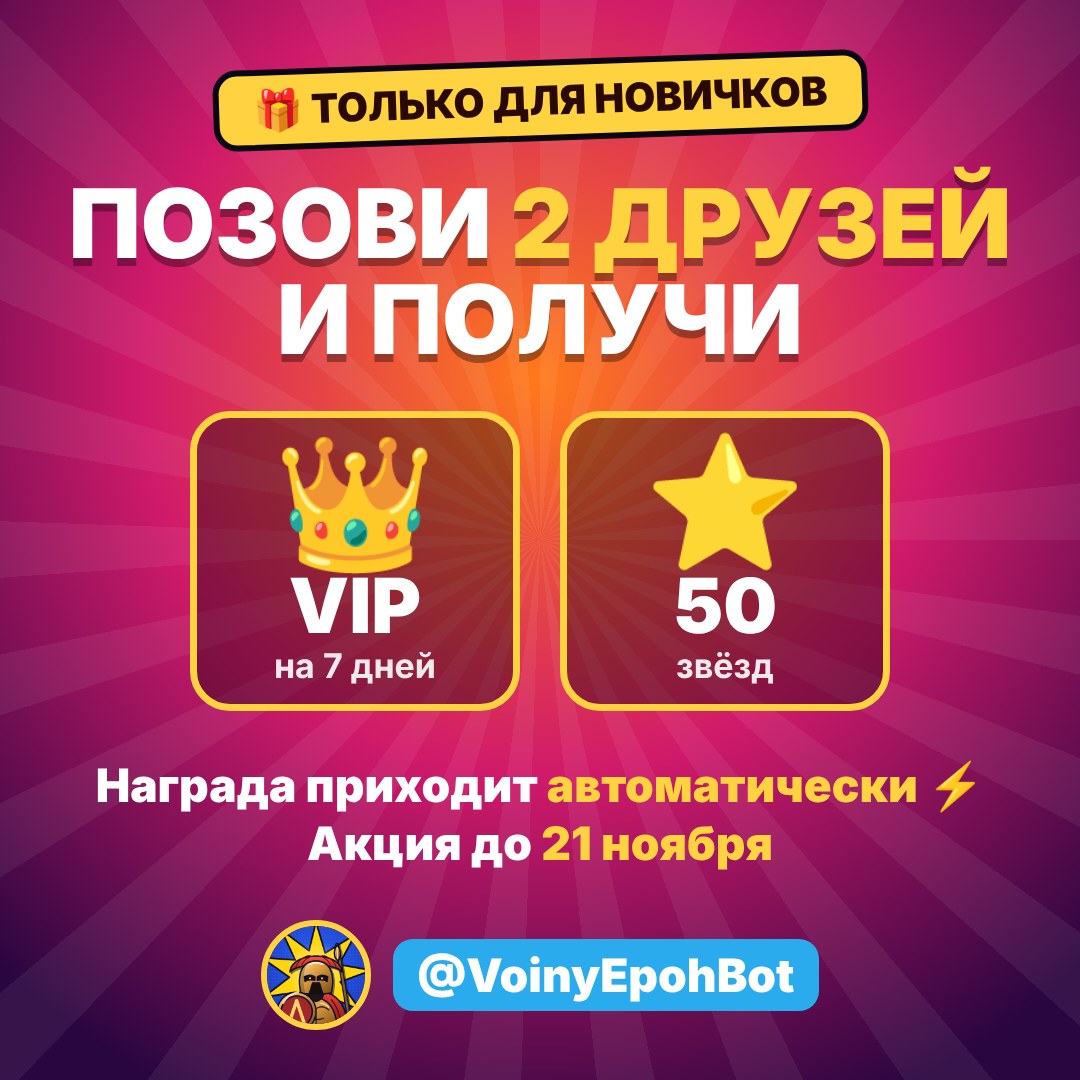 🎁 ТОЛЬКО ДЛЯ НОВИЧКОВ
ПОЗОВИ 2 ДРУЗЕЙ
И ПОЛУЧИ
VIP
на 7 дней
50
звёзд
Награда приходит автоматически ⚡
Акция до 21 ноября
@VoinyEpohBot